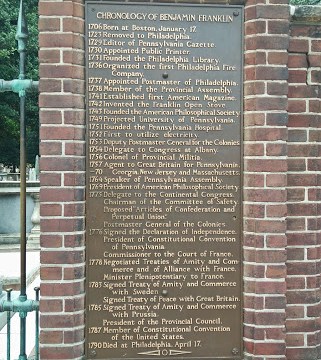 CHRONOLOGY OF BENJAMIN FRANKLIN
1706 Born at Boston, January 17.
1723 Removed to Philadelphia.
1729 Editor of Pennsylvania Gazette.
1730 Appointed Public Printer.
1731 Founded the Philadelphia Library
1736 Organized the first Philadelphia Fire
Company.
1737 Appointed Postmaster of Philadelphia.
1738 Member of the Provincial Assembly.
1741 Established first American Magazine.
1742 Invented the Franklin Open Stove
1743 Founded the American Philosophical Society
1749 Projected University of Pennsylvania.
1751 Founded the Pennsylvania Hospital.
1752 First to utilize electricity.
1753 Deputy Postmaster General for the Colonies.
1754 Delegate to Congress at Albany.
1756 Colonel of Provincial Militia.
1757 Agent to Great Britain for Pennsylvania
-70 Georgia, New Jersey and Massachusetts.
1764 Speaker of Pennsylvania Assembly.
1769 President of American Philosophical Society
1775 Delegate to the Continental Congress.
Chairman of the Committee of Safety
Proposed "Articles of Confederation and
Perpetual Union."
Postmaster General of the Colonies.
1776 Signed the Declaration of Independence.
President of Constitutional Convention
of Pennsylvania.
Commissioner to the Court of France.
1778 Negotiated Treaties of Amity and Com
merce and of Alliance with France.
Minister Plenipotentiary to France.
1783 Signed Treaty of Amity and Commerce
with Sweden
Signed Treaty of Peace with Great Britain.
1785 Signed Treaty of Amity and Commerce
with Prussia.
President of the Provincial Council.
1787 Member of Constitutional Convention
of the United States.
1790 Died at Philadelphia, April 17.